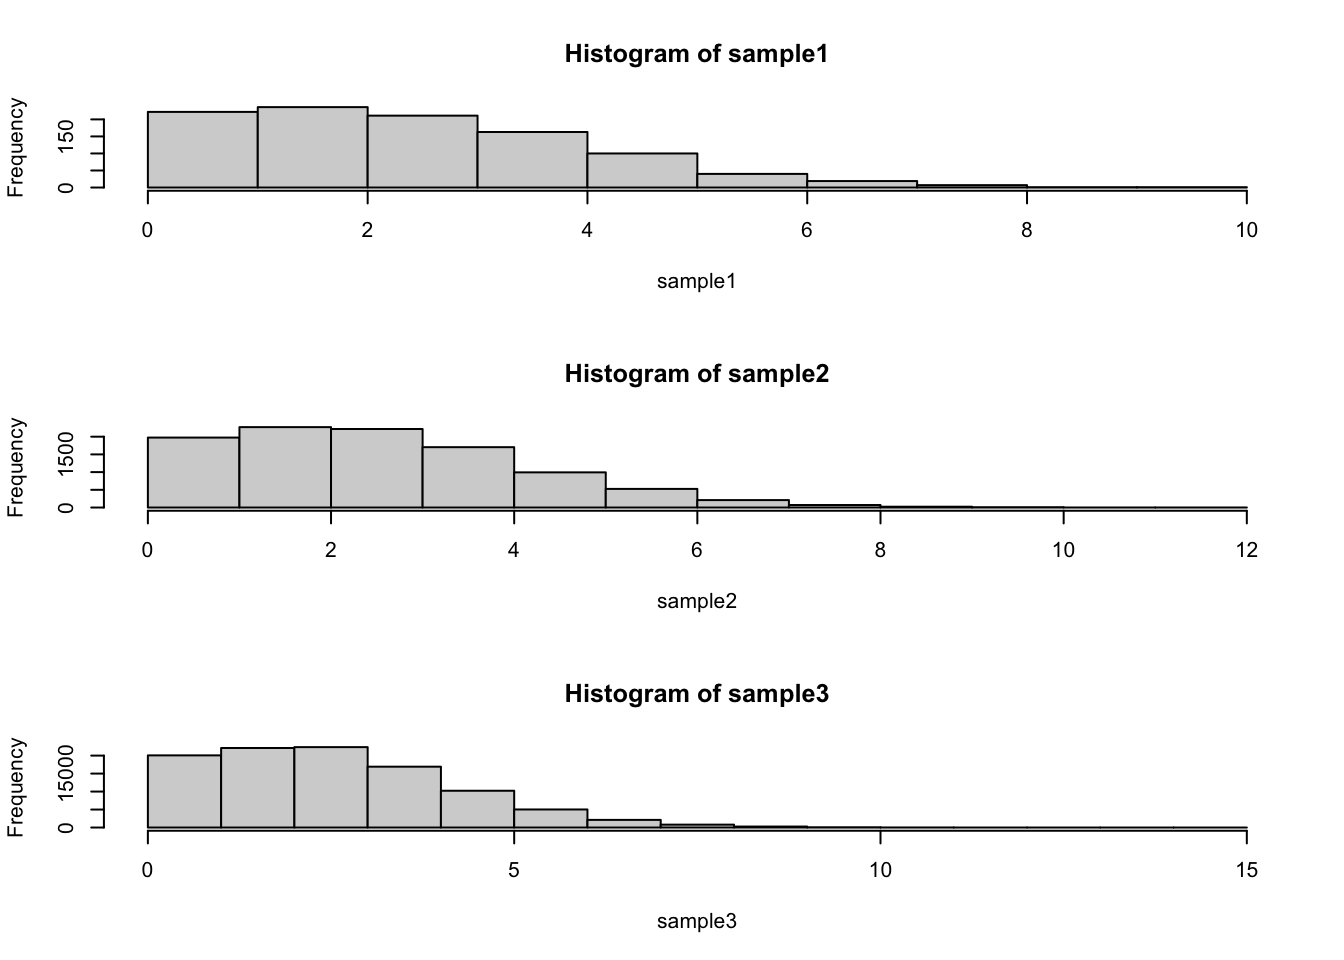 Histogram of sample1
Frequency
150
0
0 2 4 6 8 10
sample1
Histogram of sample2
Frequency
1500
0
0 2 4 6 8 10 12
sample2
Histogram of sample3
Frequency
15000
0
0 5 10 15
sample3